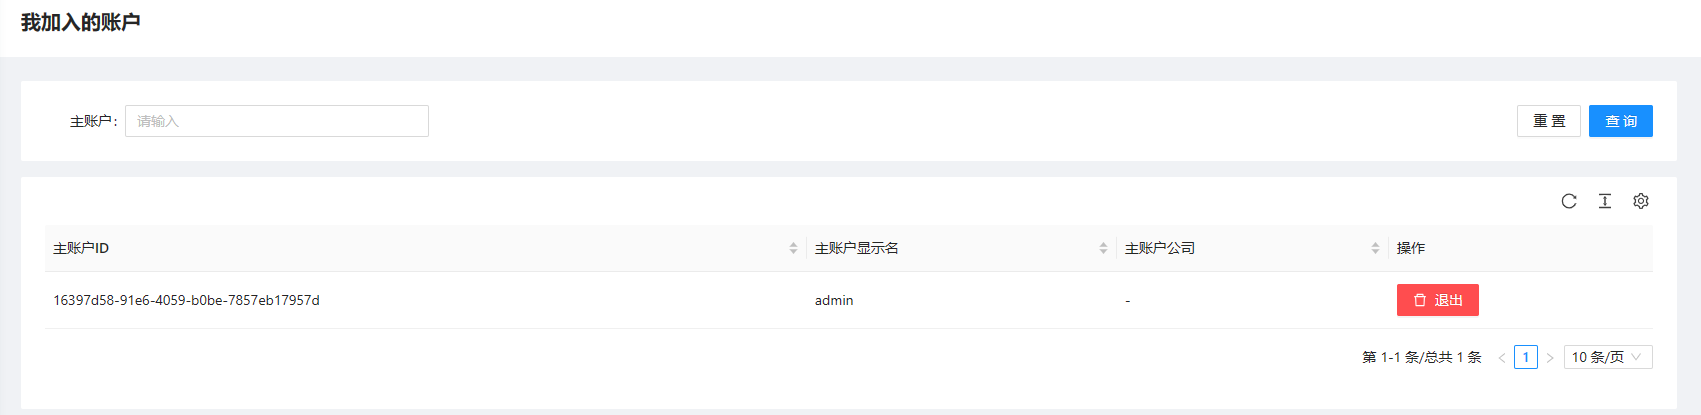 我加入的账户
主账户: 请输入 重 置 查 询
主账户ID 主账户显示名 主账户公司 操作
16397d58-91e6-4059-b0be-7857eb17957d admin - 退出
第 1-1 条/总共 1 条 1 10 条/页